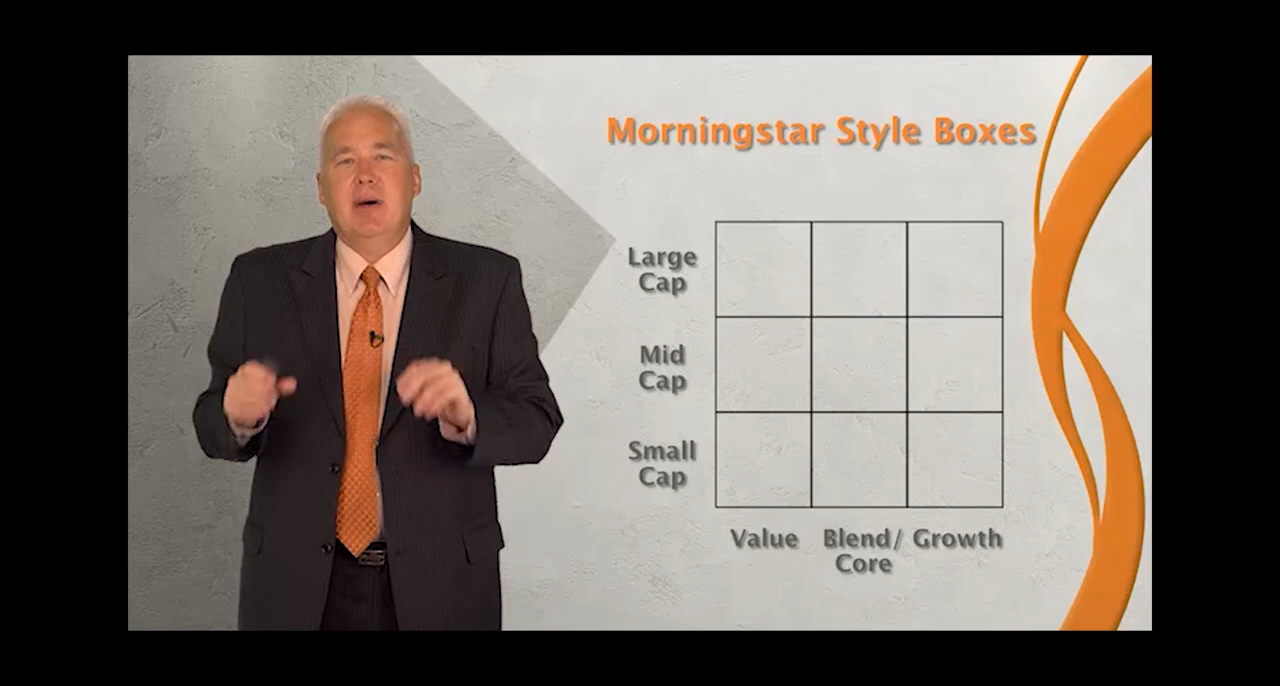 Morningstar Style Boxes
Large
Cap
Mid
Cap
Small
Cap
Value Blend/ Growth
Core